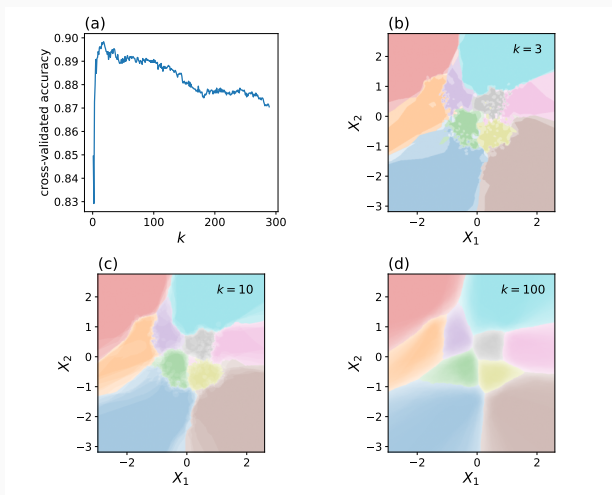 (a)
cross-validated accuracy
0.90
0.89
0.88
0.87
0.86
0.85
0.84
0.83
0
100
200
300
k
(b)
k = 3
X₂
2
1
0
−1
−2
−3
−2
0
2
X₁
(c)
k = 10
X₂
2
1
0
−1
−2
−3
−2
0
2
X₁
(d)
k = 100
X₂
2
1
0
−1
−2
−3
−2
0
2
X₁